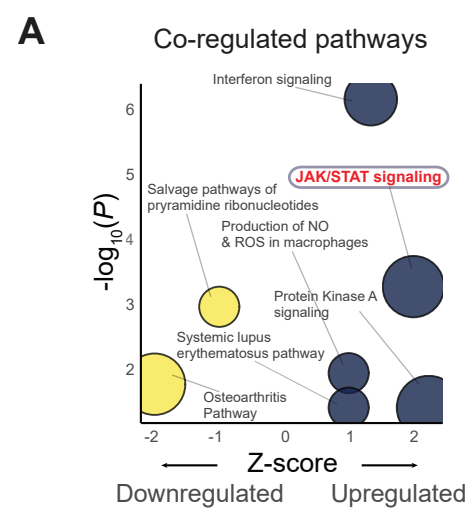 A
Co-regulated pathways
Interferon signaling
6
5
JAK/STAT signaling
Salvage pathways of
pryramidine ribonucleotides
Production of NO
& ROS in macrophages
4
-log10(P)
3
Protein Kinase A
signaling
Systemic lupus
erythematosus pathway
2
Osteoarthritis
Pathway
-2 -1 0 1 2
Z-score
Downregulated Upregulated